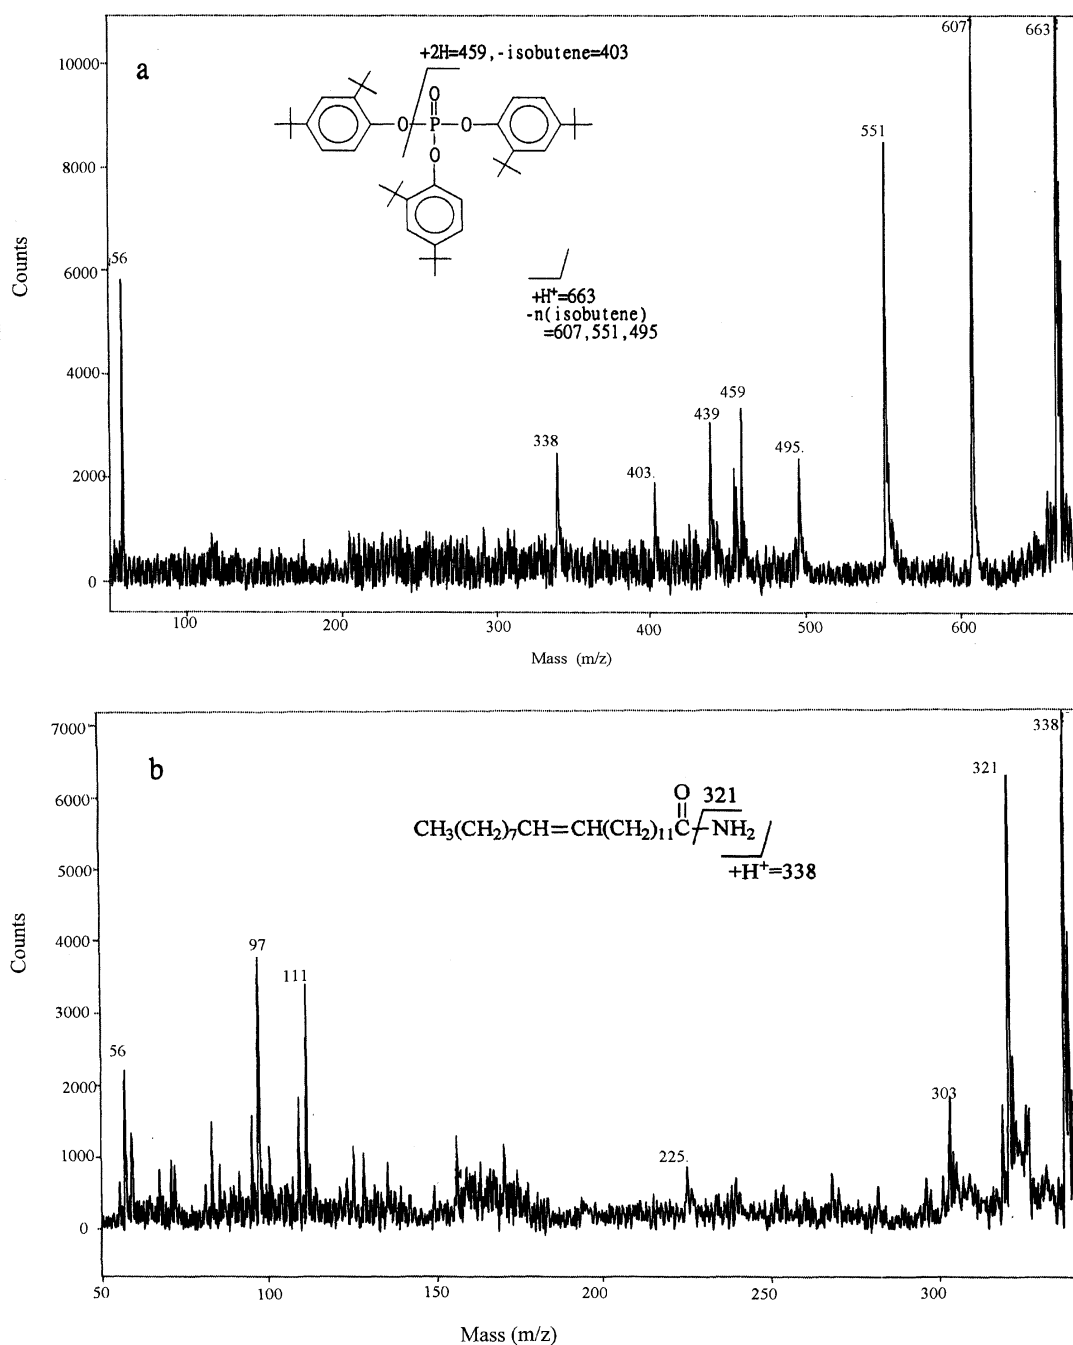 a
+2H=459,-isobutene=403
O
O P O
O
+H⁺=663
-n(isobutene)
=607,551,495
56
338
403.
439
459
495.
551
607
663
10000
8000
6000
4000
2000
0
Counts
100 200 300 400 500 600
Mass (m/z)
b
O 321
CH₃(CH₂)₇CH=CH(CH₂)₁₁C-NH₂
+H⁺=338
56
97
111
225.
303
321
338
7000
6000
5000
4000
3000
2000
1000
0
Counts
50 100 150 200 250 300
Mass (m/z)